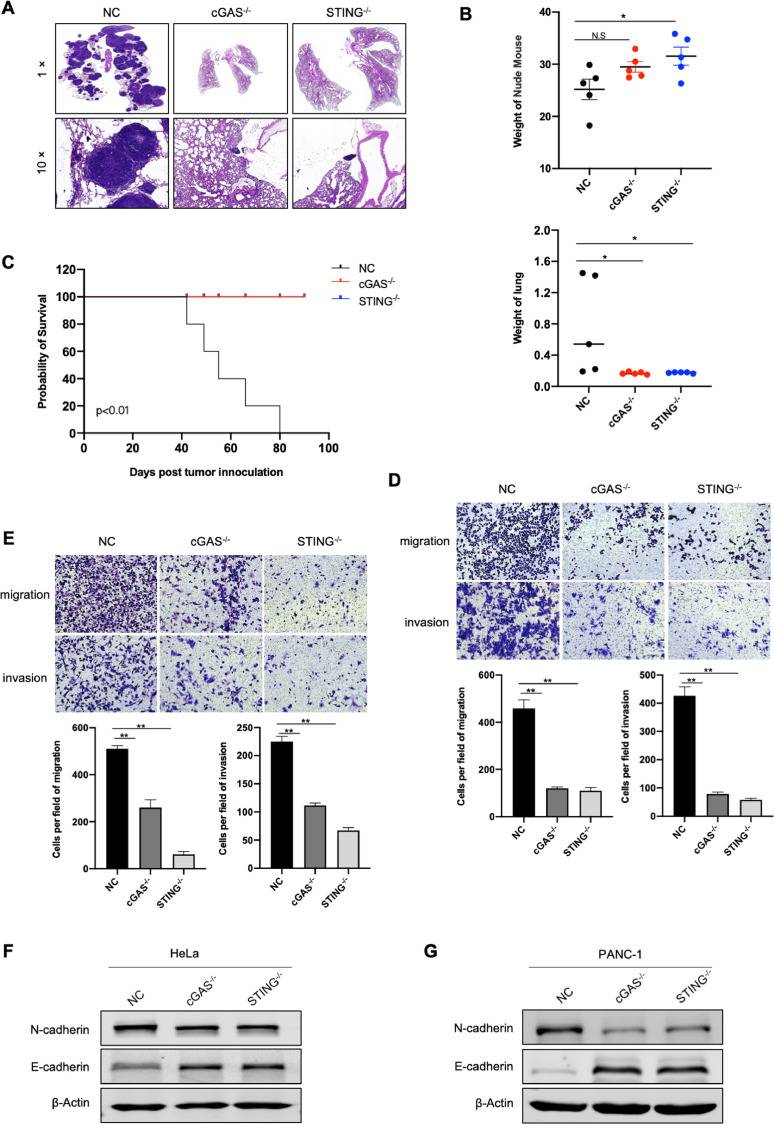 A
NC
cGAS-/-
STING-/-
1 ×
10 ×
B
Weight of Nude Mouse
40
30
20
10
N.S
*
NC
cGAS-/-
STING-/-
Weight of lung
2.0
1.6
1.2
0.8
0.4
0.0
*
*
NC
cGAS-/-
STING-/-
C
Probability of Survival
120
100
80
60
40
20
0
p<0.01
0
20
40
60
80
100
Days post tumor innoculation
NC
cGAS-/-
STING-/-
D
NC
cGAS-/-
STING-/-
migration
invasion
Cells per field of migration
600
400
200
0
**
**
NC
cGAS-/-
STING-/-
Cells per field of invasion
500
400
300
200
100
0
**
**
NC
cGAS-/-
STING-/-
E
NC
cGAS-/-
STING-/-
migration
invasion
Cells per field of migration
600
400
200
0
**
**
NC
cGAS-/-
STING-/-
Cells per field of invasion
250
200
150
100
50
0
**
**
NC
cGAS-/-
STING-/-
F
HeLa
NC
cGAS-/-
STING-/-
N-cadherin
E-cadherin
β-Actin
G
PANC-1
NC
cGAS-/-
STING-/-
N-cadherin
E-cadherin
β-Actin